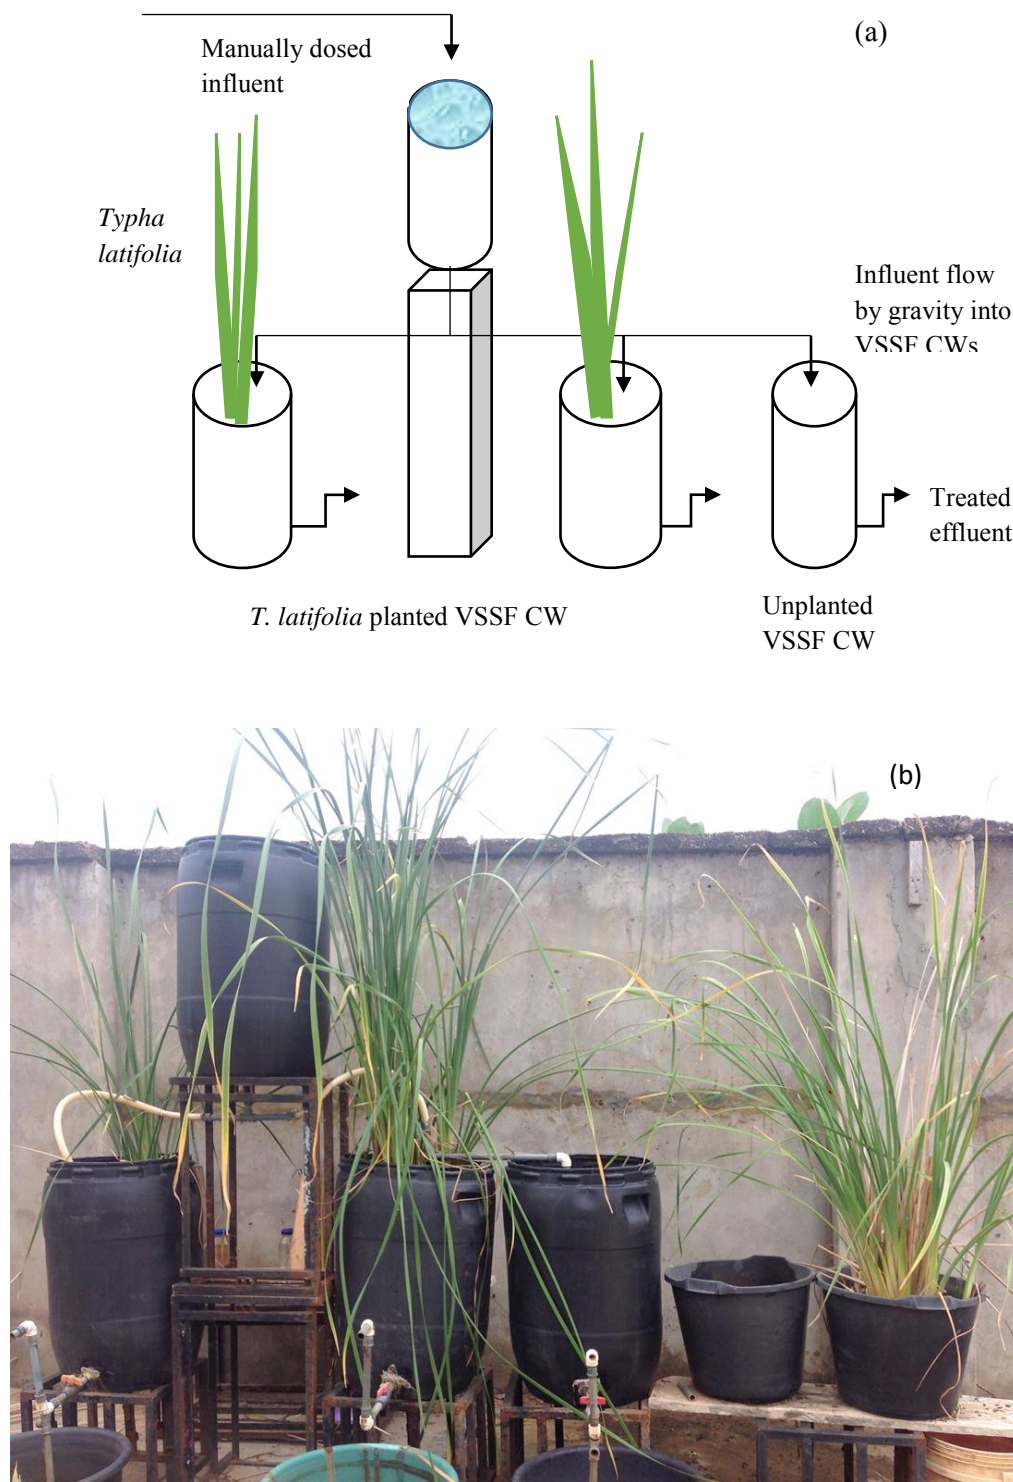 (a)
Manually dosed
influent
Typha
latifolia
Influent flow
by gravity into
VSSF CWs
Treated
effluent
T. latifolia planted VSSF CW
Unplanted
VSSF CW
(b)